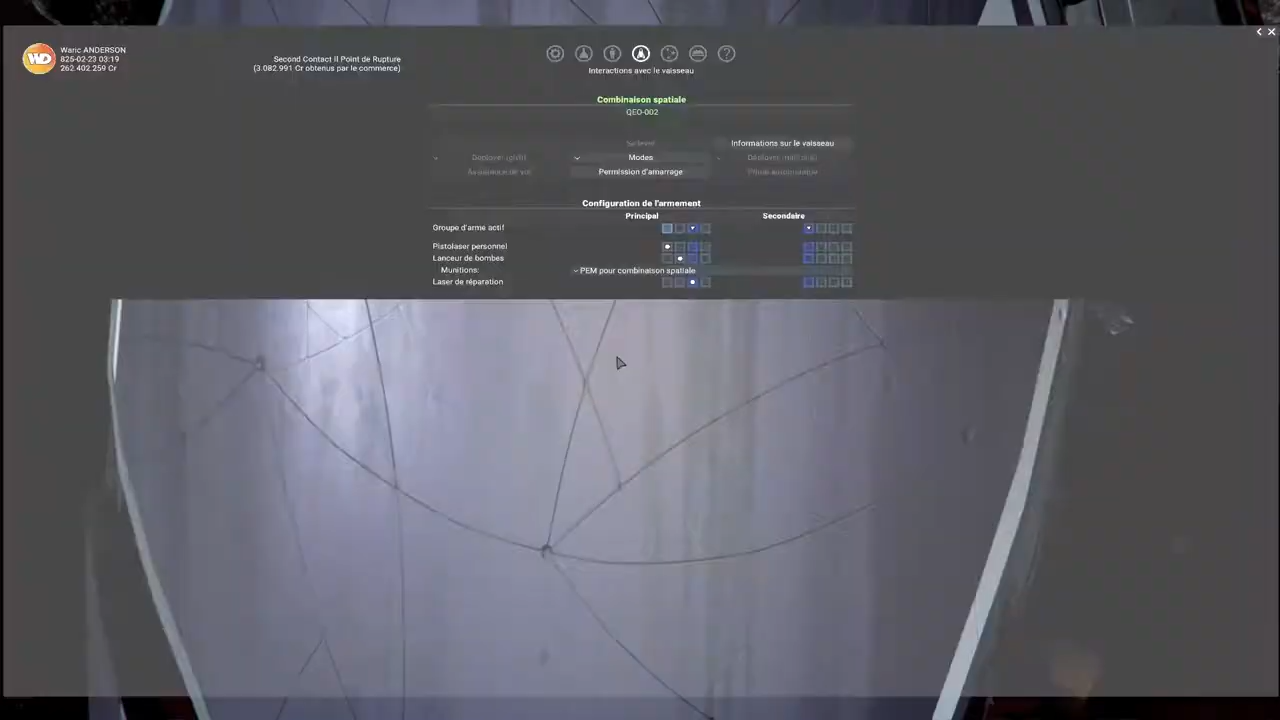 WD
Waric ANDERSON
825-02-23 03:19
262.402.259 Cr
Second Contact II Point de Rupture
(3.082.991 Cr obtenus par le commerce)
?
Interactions avec le vaisseau
Combinaison spatiale
QEO-002
Informations sur le vaisseau
Modes
Permission d'amarrage
Configuration de l'armement
Principal Secondaire
Groupe d'arme actif
Pistolaser personnel
Lanceur de bombes
Munitions: PEM pour combinaison spatiale
Laser de réparation